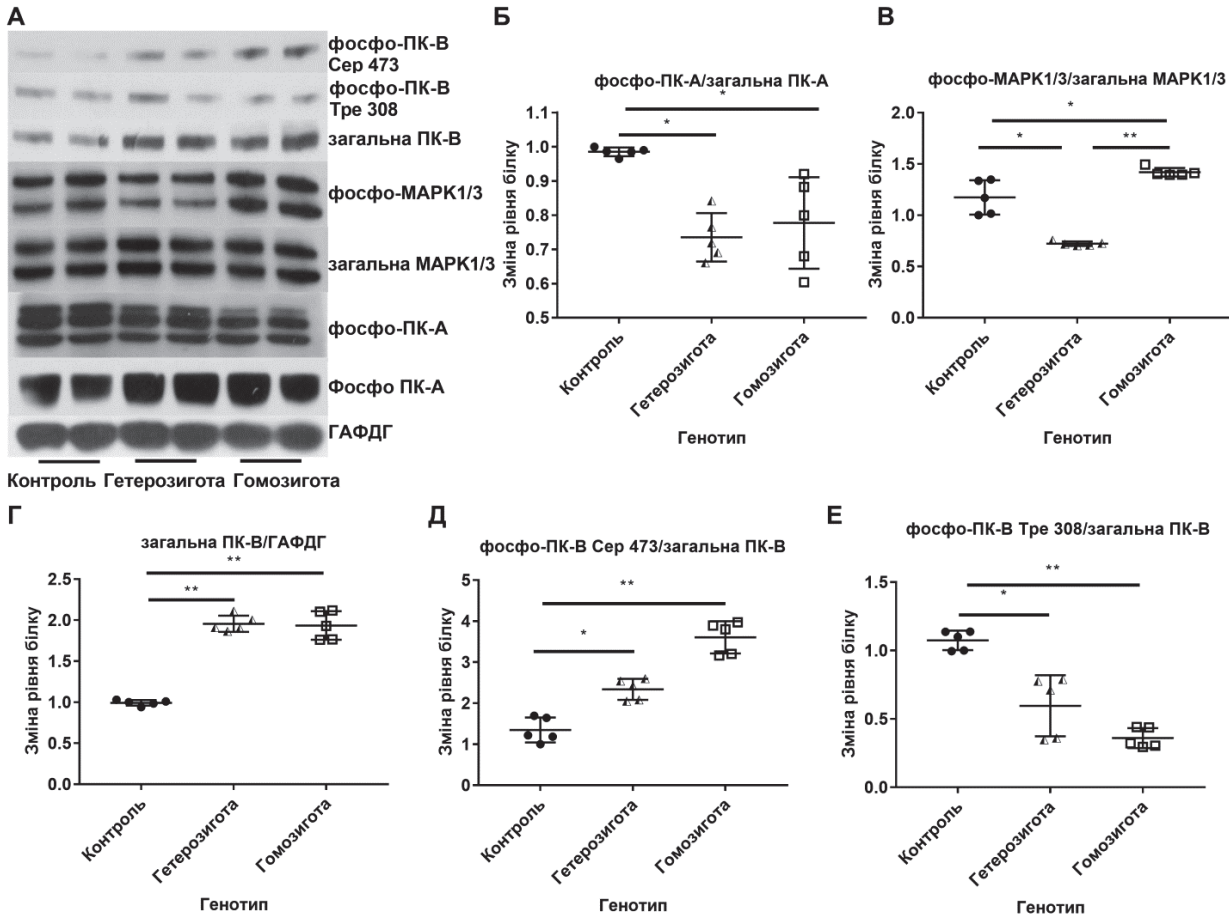 А
фосфо-ПК-В
Сер 473
фосфо-ПК-В
Тре 308
загальна ПК-В
фосфо-МАРК1/3
загальна МАРК1/3
фосфо-ПК-А
Фосфо ПК-А
ГАФДГ
Контроль Гетерозигота Гомозигота
Б
фосфо-ПК-А/загальна ПК-А
*
*
1.1
1.0
0.9
0.8
0.7
0.6
0.5
Зміна рівня білку
Контроль
Гетерозигота
Гомозигота
Генотип
В
фосфо-МАРК1/3/загальна МАРК1/3
*
*
**
2.0
1.5
1.0
0.5
0.0
Зміна рівня білку
Контроль
Гетерозигота
Гомозигота
Генотип
Г
загальна ПК-В/ГАФДГ
**
**
2.5
2.0
1.5
1.0
0.5
0.0
Зміна рівня білку
Контроль
Гетерозигота
Гомозигота
Генотип
Д
фосфо-ПК-В Сер 473/загальна ПК-В
**
*
5
4
3
2
1
0
Зміна рівня білку
Контроль
Гетерозигота
Гомозигота
Генотип
Е
фосфо-ПК-В Тре 308/загальна ПК-В
**
*
1.5
1.0
0.5
0.0
Зміна рівня білку
Контроль
Гетерозигота
Гомозигота
Генотип